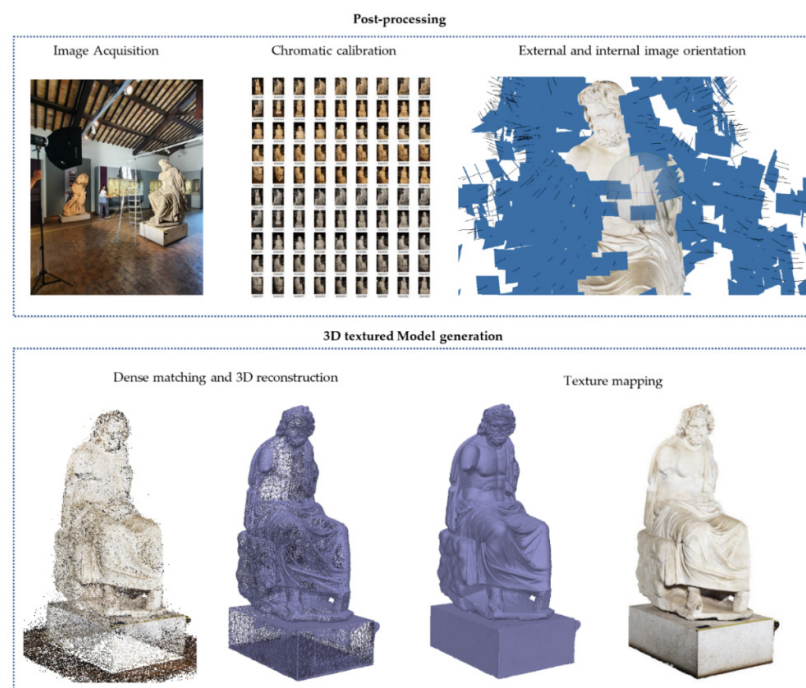 Post-processing
Image Acquisition
Chromatic calibration
External and internal image orientation
3D textured Model generation
Dense matching and 3D reconstruction
Texture mapping